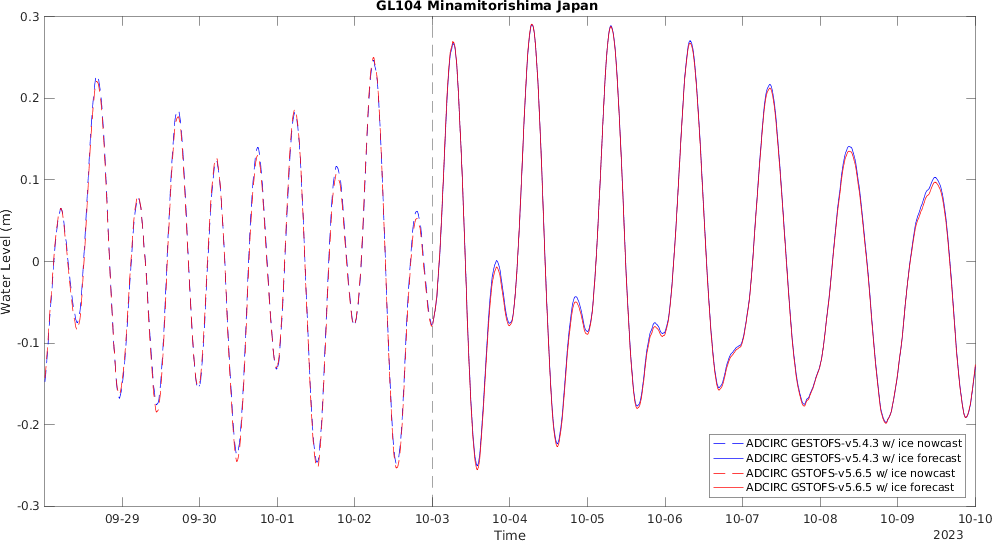 GL104 Minamitorishima Japan
0.3
0.2
0.1
0
-0.1
-0.2
-0.3
Water Level (m)
09-29 09-30 10-01 10-02 10-03 10-04 10-05 10-06 10-07 10-08 10-09 10-10
Time
2023
ADCIRC GESTOFS-v5.4.3 w/ ice nowcast
ADCIRC GESTOFS-v5.4.3 w/ ice forecast
ADCIRC GSTOFS-v5.6.5 w/ ice nowcast
ADCIRC GSTOFS-v5.6.5 w/ ice forecast